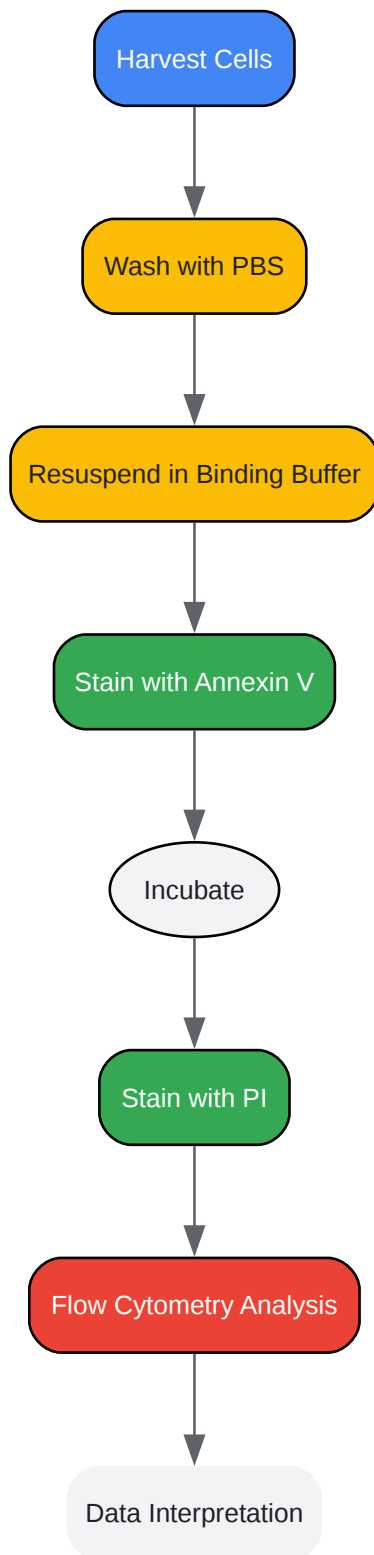 Harvest Cells
Wash with PBS
Resuspend in Binding Buffer
Stain with Annexin V
Incubate
Stain with PI
Flow Cytometry Analysis
Data Interpretation